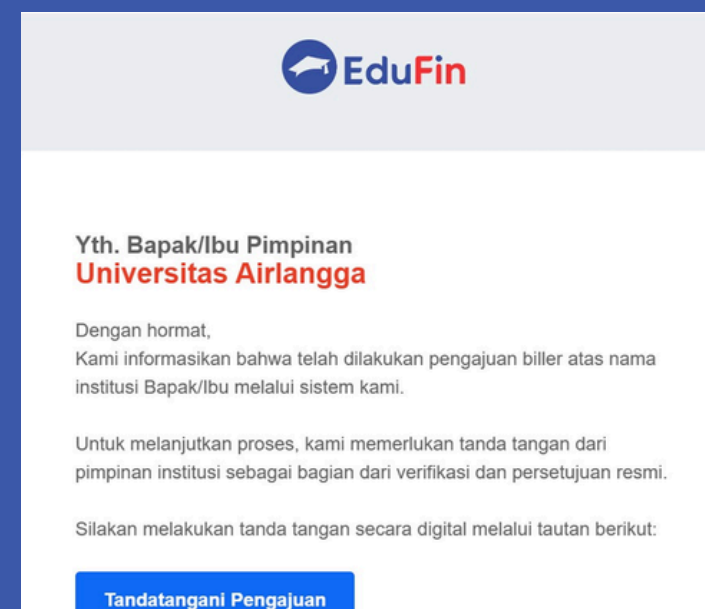 EduFin
Yth. Bapak/Ibu Pimpinan
Universitas Airlangga
Dengan hormat,
Kami informasikan bahwa telah dilakukan pengajuan biller atas nama
institusi Bapak/Ibu melalui sistem kami.
Untuk melanjutkan proses, kami memerlukan tanda tangan dari
pimpinan institusi sebagai bagian dari verifikasi dan persetujuan resmi.
Silakan melakukan tanda tangan secara digital melalui tautan berikut:
Tandatangani Pengajuan